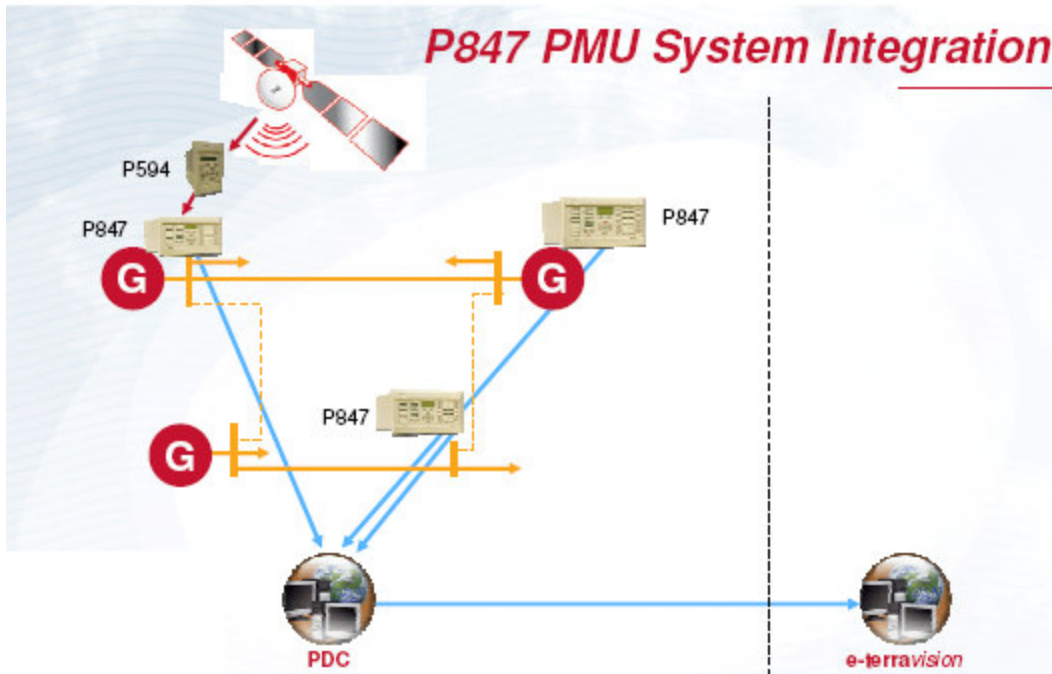 P847 PMU System Integration
P594
P847
P847
G
G
P847
G
PDC
e-terravision